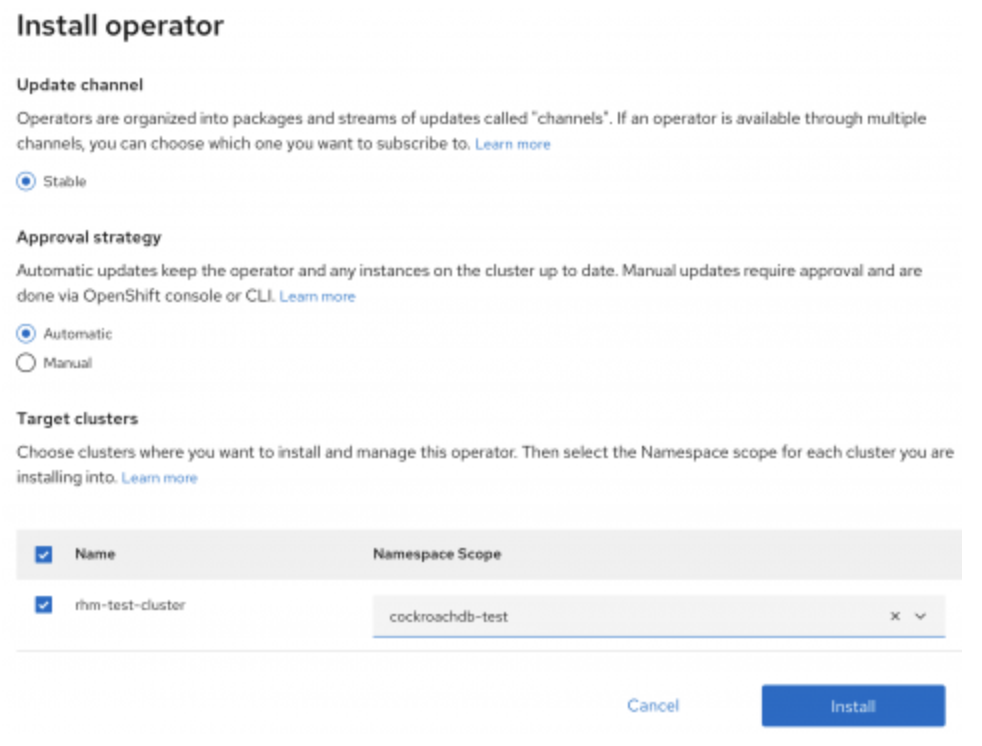 Install operator
Update channel
Operators are organized into packages and streams of updates called "channels". If an operator is available through multiple
channels, you can choose which one you want to subscribe to. Learn more
Stable
Approval strategy
Automatic updates keep the operator and any instances on the cluster up to date. Manual updates require approval and are
done via OpenShift console or CLI. Learn more
Automatic
Manual
Target clusters
Choose clusters where you want to install and manage this operator. Then select the Namespace scope for each cluster you are
installing into. Learn more
Name Namespace Scope
rhm-test-cluster cockroachdb-test
Cancel Install